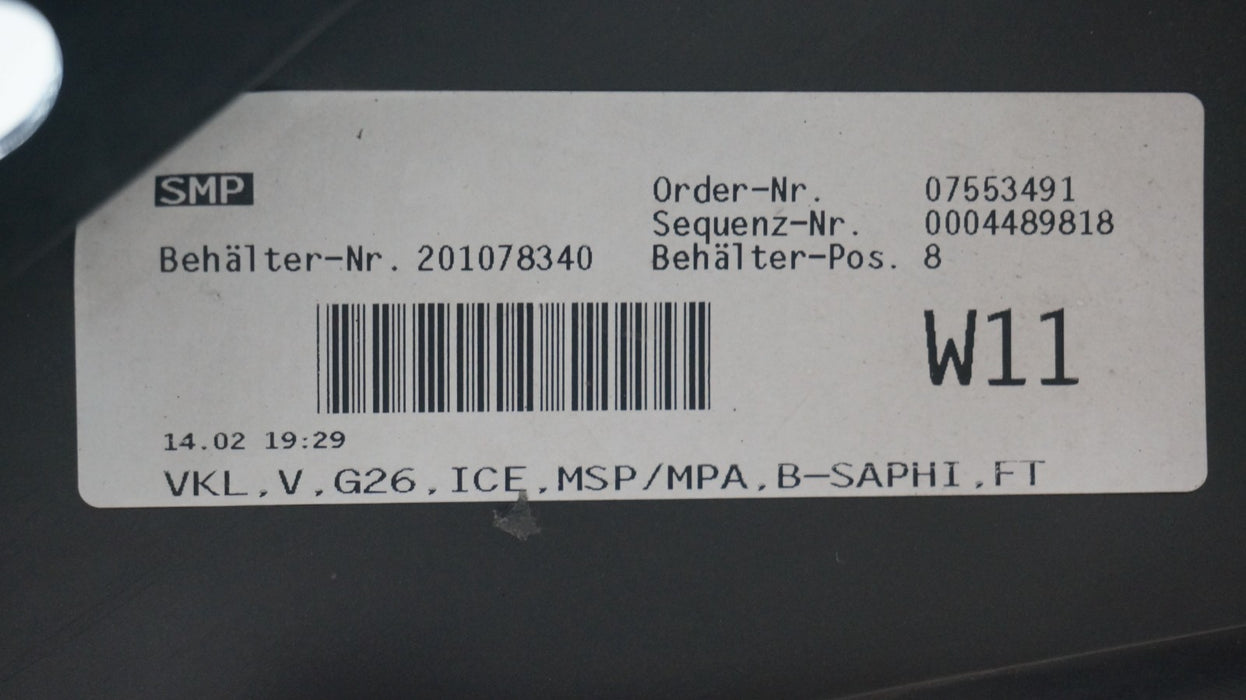 SMP
Order-Nr. 07553491
Sequenz-Nr. 0004489818
Behälter-Nr. 201078340 Behälter-Pos. 8
W11
14.02 19:29
VKL,V,G26,ICE,MSP/MPA,B-SAPHI,FT